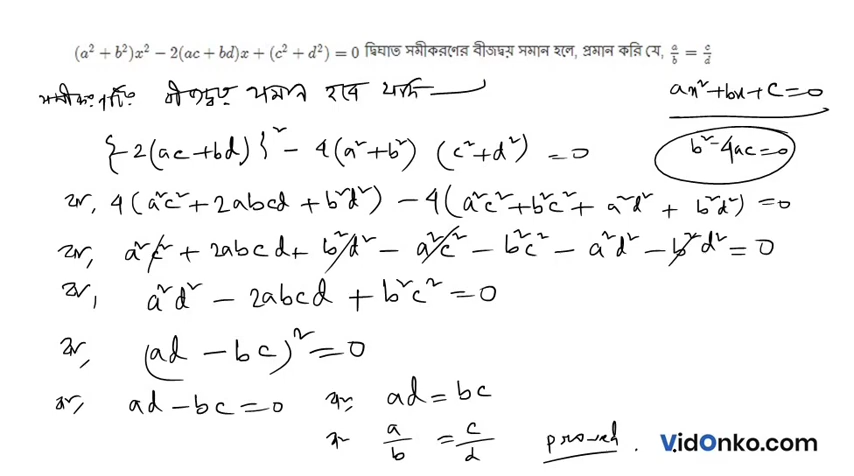 (a² + b²)x² − 2(ac + bd)x + (c² + d²) = 0 দ্বিঘাত সমীকরণের বীজদ্বয় সমান হলে, প্রমান করি যে, a/b = c/d
সমীকরণটির বীজদ্বয় সমান হবে যদি
ax² + bx + c = 0
{-2(ac+bd)}² − 4(a²+b²) (c²+d²) = 0
b² − 4ac = 0
বা, 4(a²c² + 2abcd + b²d²) − 4(a²c² + b²c² + a²d² + b²d²) = 0
বা, a²c² + 2abcd + b²d² − a²c² − b²c² − a²d² − b²d² = 0
বা, a²d² − 2abcd + b²c² = 0
বা, (ad − bc)² = 0
বা, ad − bc = 0 বা, ad = bc
বা a/b = c/d proved.
VidOnko.com